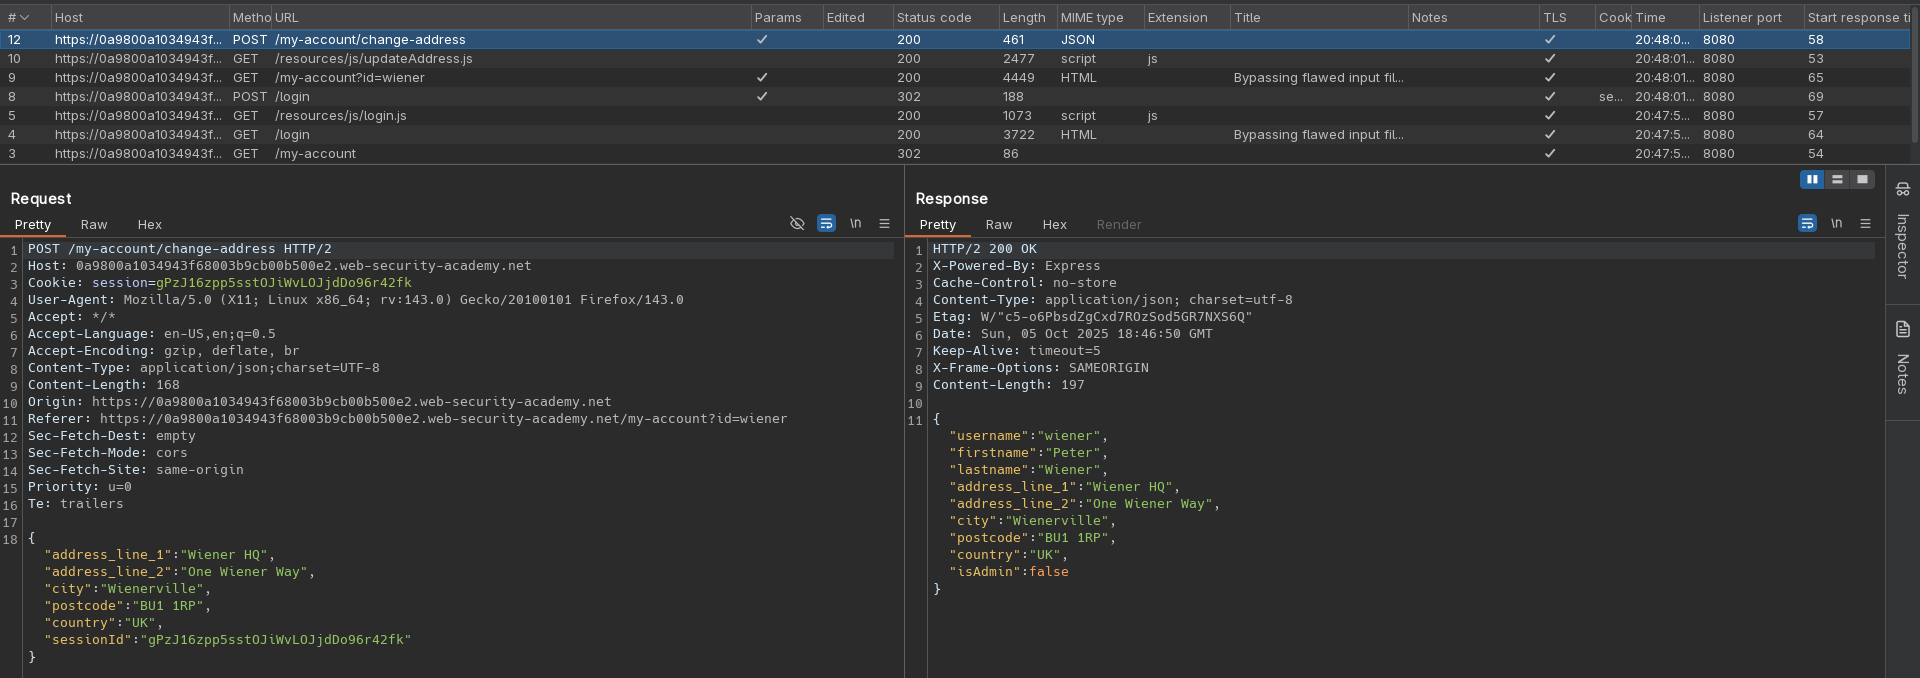 # Host Metho URL Params Edited Status code Length MIME type Extension Title Notes TLS Cook Time Listener port Start response ti
12 https://0a9800a1034943f... POST /my-account/change-address 200 461 JSON 20:48:0... 8080 58
10 https://0a9800a1034943f... GET /resources/js/updateAddress.js 200 2477 script js 20:48:01... 8080 53
9 https://0a9800a1034943f... GET /my-account?id=wiener 200 4449 HTML Bypassing flawed input fil... 20:48:01... 8080 65
8 https://0a9800a1034943f... POST /login 302 188 se... 20:48:01... 8080 69
5 https://0a9800a1034943f... GET /resources/js/login.js 200 1073 script js 20:47:5... 8080 57
4 https://0a9800a1034943f... GET /login 200 3722 HTML Bypassing flawed input fil... 20:47:5... 8080 64
3 https://0a9800a1034943f... GET /my-account 302 86 20:47:5... 8080 54
Request
Pretty Raw Hex \n
1 POST /my-account/change-address HTTP/2
2 Host: 0a9800a1034943f68003b9cb00b500e2.web-security-academy.net
3 Cookie: session=gPzJ16zpp5sstOJiWvLOJjdDo96r42fk
4 User-Agent: Mozilla/5.0 (X11; Linux x86_64; rv:143.0) Gecko/20100101 Firefox/143.0
5 Accept: */*
6 Accept-Language: en-US,en;q=0.5
7 Accept-Encoding: gzip, deflate, br
8 Content-Type: application/json;charset=UTF-8
9 Content-Length: 168
10 Origin: https://0a9800a1034943f68003b9cb00b500e2.web-security-academy.net
11 Referer: https://0a9800a1034943f68003b9cb00b500e2.web-security-academy.net/my-account?id=wiener
12 Sec-Fetch-Dest: empty
13 Sec-Fetch-Mode: cors
14 Sec-Fetch-Site: same-origin
15 Priority: u=0
16 Te: trailers
17
18 {
"address_line_1":"Wiener HQ",
"address_line_2":"One Wiener Way",
"city":"Wienerville",
"postcode":"BU1 1RP",
"country":"UK",
"sessionId":"gPzJ16zpp5sstOJiWvLOJjdDo96r42fk"
}
Response
Pretty Raw Hex Render \n
1 HTTP/2 200 OK
2 X-Powered-By: Express
3 Cache-Control: no-store
4 Content-Type: application/json; charset=utf-8
5 Etag: W/"c5-o6PbsdZgCxd7ROzSod5GR7NXS6Q"
6 Date: Sun, 05 Oct 2025 18:46:50 GMT
7 Keep-Alive: timeout=5
8 X-Frame-Options: SAMEORIGIN
9 Content-Length: 197
10
11 {
"username":"wiener",
"firstname":"Peter",
"lastname":"Wiener",
"address_line_1":"Wiener HQ",
"address_line_2":"One Wiener Way",
"city":"Wienerville",
"postcode":"BU1 1RP",
"country":"UK",
"isAdmin":false
}
Inspector
Notes